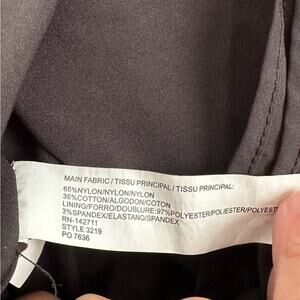 MAIN FABRIC / TISSU PRINCIPAL / TISSU PRINCIPAL:
65%NYLON/NYLON/NYLON
35%COTTON/ALGODON/COTON
LINING/FORRO/DOUBLURE:97%POLYESTER/POLIESTER/POLYEST
3%SPANDEX/ELASTANO/SPANDEX
RN-142711
STYLE 3219
PO 7636